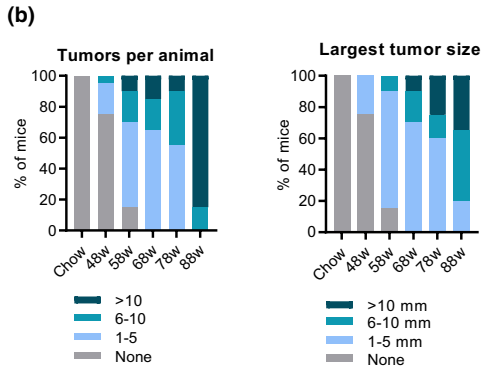 (b)
Tumors per animal
% of mice
100
80
60
40
20
0
Chow
48w
58w
68w
78w
88w
>10
6-10
1-5
None
Largest tumor size
% of mice
100
80
60
40
20
0
Chow
48w
58w
68w
78w
88w
>10 mm
6-10 mm
1-5 mm
None